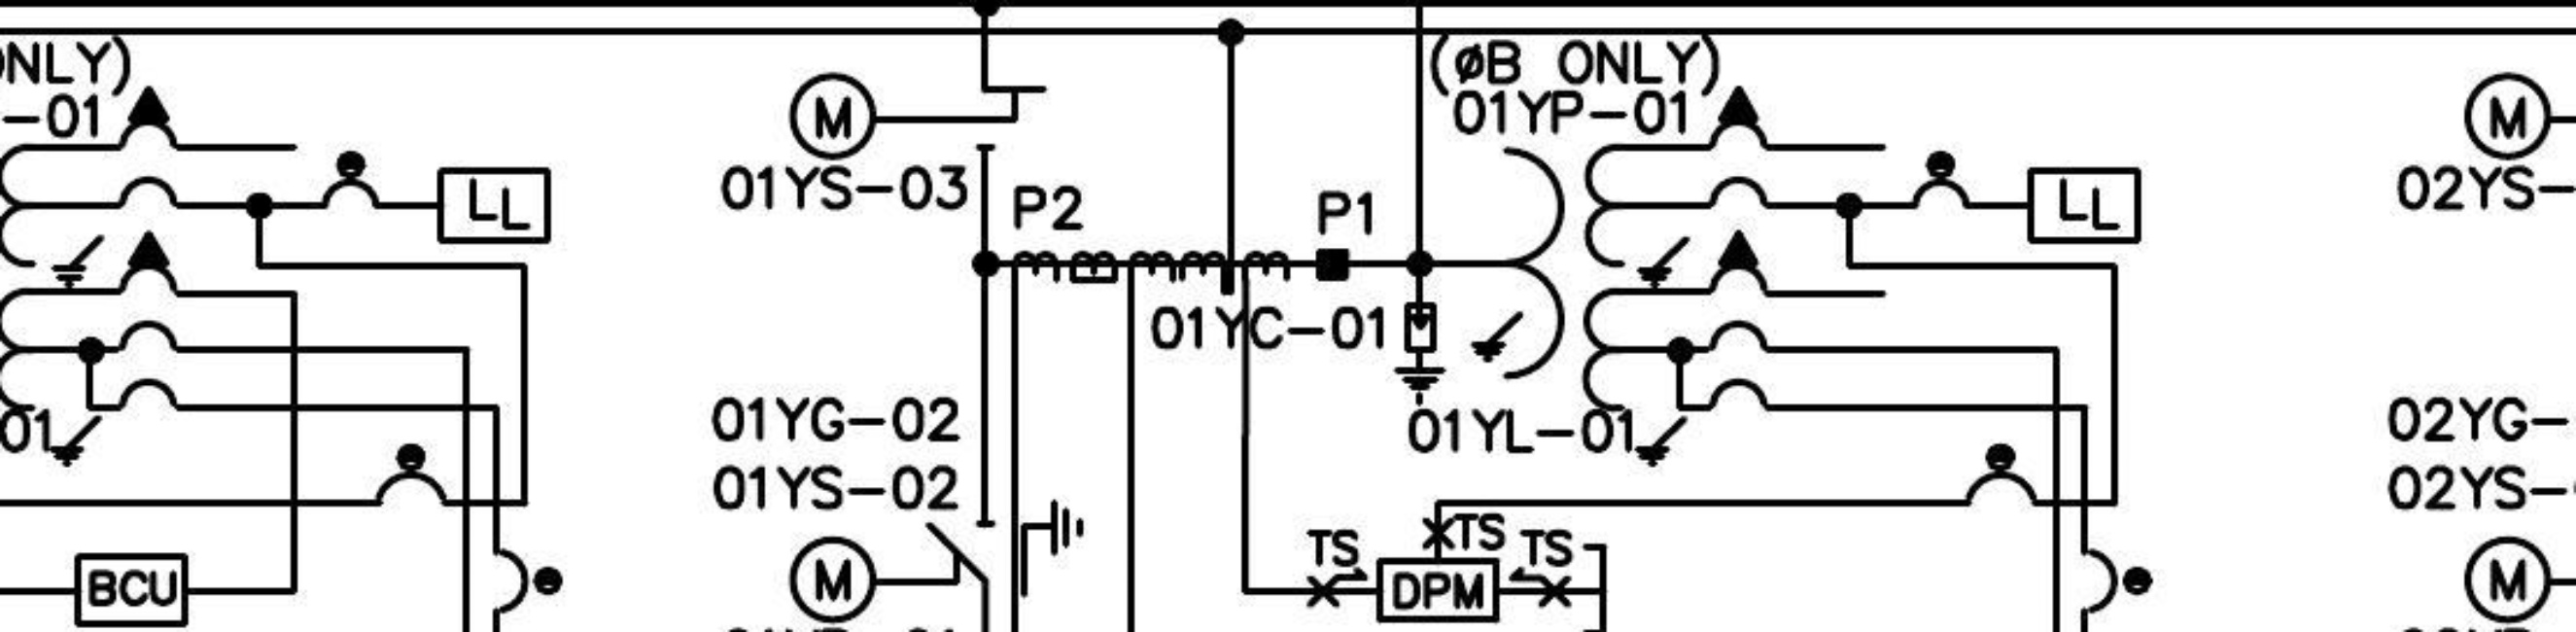 ONLY)
-01
M
01YS-03
LL
P2
P1
01YC-01
(øB ONLY)
01YP-01
LL
M
02YS-
01
01YG-02
01YS-02
M
BCU
01YL-01
TS
TS
TS
DPM
02YG-
02YS-
M